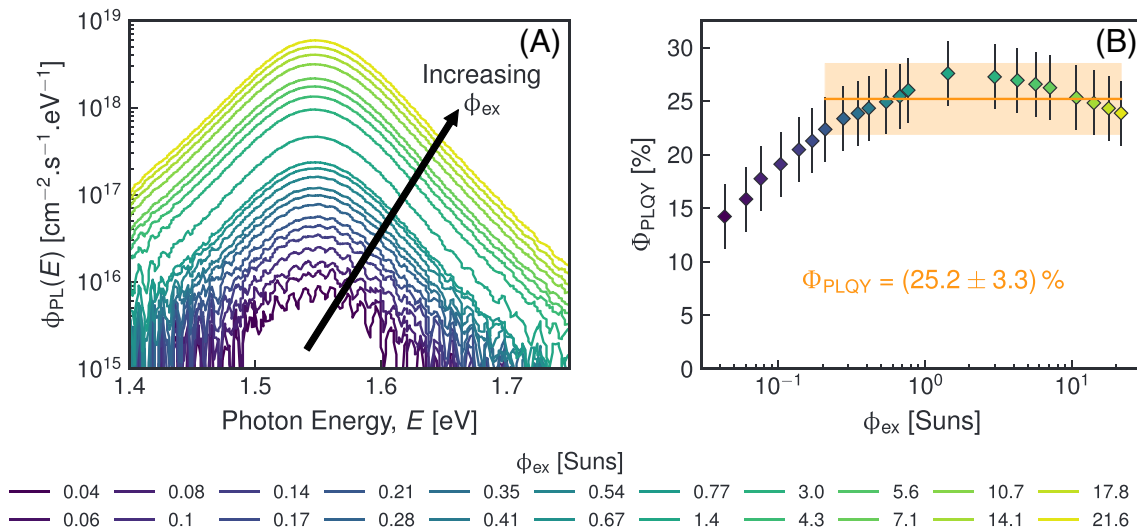 (A)
Increasing
ϕex
10^19
10^18
10^17
10^16
10^15
ϕPL(E) [cm−2.s−1.eV−1]
1.4 1.5 1.6 1.7
Photon Energy, E [eV]
(B)
30
25
20
15
10
5
0
ΦPLQY [%]
ΦPLQY = (25.2 ± 3.3) %
10^−1 10^0 10^1
ϕex [Suns]
ϕex [Suns]
0.04 0.08 0.14 0.21 0.35 0.54 0.77 3.0 5.6 10.7 17.8
0.06 0.1 0.17 0.28 0.41 0.67 1.4 4.3 7.1 14.1 21.6